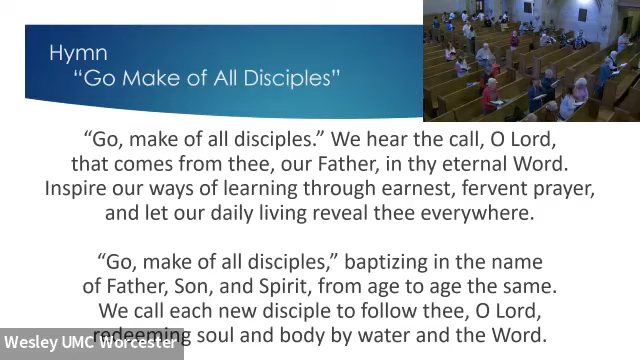 Hymn
“Go Make of All Disciples”
“Go, make of all disciples.” We hear the call, O Lord,
that comes from thee, our Father, in thy eternal Word.
Inspire our ways of learning through earnest, fervent prayer,
and let our daily living reveal thee everywhere.
“Go, make of all disciples,” baptizing in the name
of Father, Son, and Spirit, from age to age the same.
We call each new disciple to follow thee, O Lord,
redeeming soul and body by water and the Word.
Wesley UMC Worcester